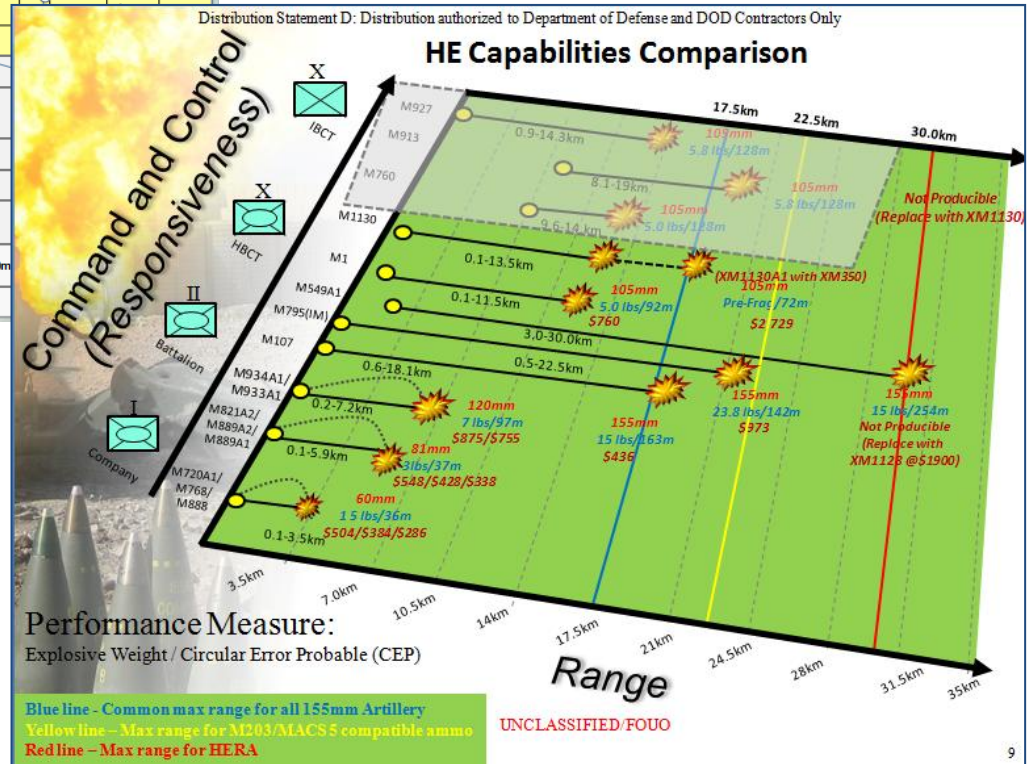 Distribution Statement D: Distribution authorized to Department of Defense and DOD Contractors Only
HE Capabilities Comparison
Command and Control
(Responsiveness)
X
IBCT
X
HBCT
II
Battalion
I
Company
M927
M913
M760
M1130
M1
M549A1
M795(IM)
M107
M934A1/
M933A1
M821A2/
M889A2/
M889A1
M720A1/
M768/
M888
17.5km
22.5km
30.0km
0.9-14.3km
105mm
5.8 lbs/128m
8.1-19km
105mm
5.8 lbs/128m
9.6-14 km
105mm
5.0 lbs/128m
Not Producible
(Replace with XM1130)
0.1-13.5km
(XM1130A1 with XM350)
105mm
Pre-Frag/72m
$2,729
0.1-11.5km
105mm
5.0 lbs/92m
$760
3.0-30.0km
155mm
15 lbs/254m
Not Producible
(Replace with
XM1128 @$1900)
0.5-22.5km
155mm
23.8 lbs/142m
$973
0.6-18.1km
155mm
15 lbs/163m
$436
0.2-7.2km
120mm
7 lbs/97m
$875/$755
0.1-5.9km
81mm
3lbs/37m
$548/$428/$338
0.1-3.5km
60mm
1 5 lbs/36m
$504/$384/$286
3.5km
7.0km
10.5km
14km
17.5km
21km
24.5km
28km
31.5km
35km
Range
Performance Measure:
Explosive Weight / Circular Error Probable (CEP)
Blue line - Common max range for all 155mm Artillery
Yellow line – Max range for M203/MACS 5 compatible ammo
Red line – Max range for HERA
UNCLASSIFIED/FOUO
9